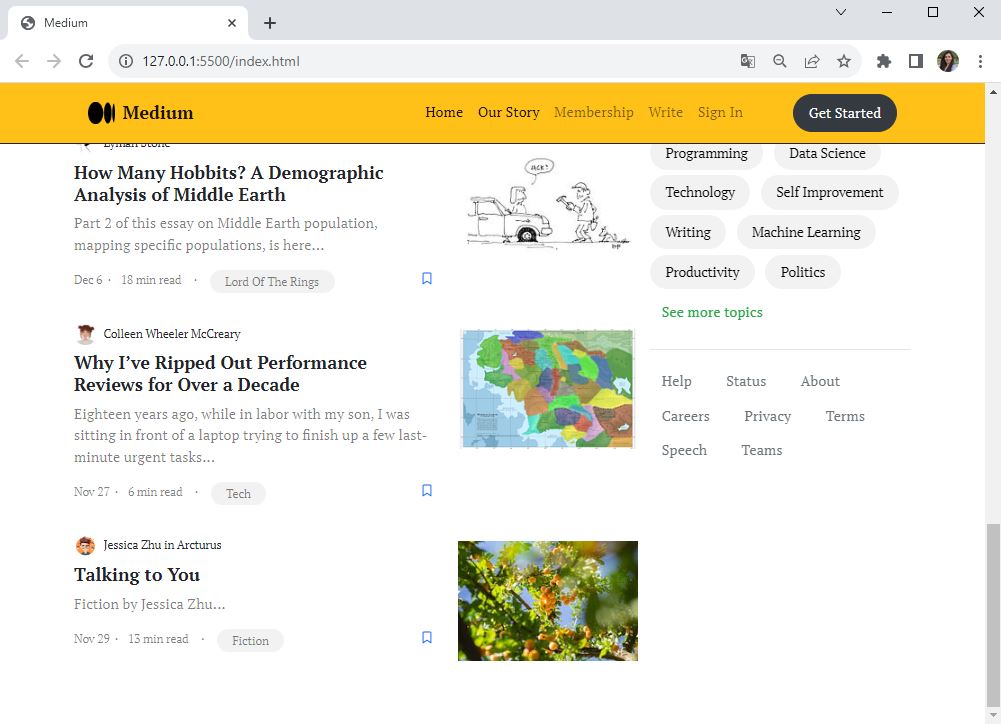 Medium
127.0.0.1:5500/index.html
Medium
Home Our Story Membership Write Sign In Get Started
Lyman Stone
How Many Hobbits? A Demographic
Analysis of Middle Earth
Part 2 of this essay on Middle Earth population,
mapping specific populations, is here...
Dec 6 · 18 min read · Lord Of The Rings
JACK?
Colleen Wheeler McCreary
Why I’ve Ripped Out Performance
Reviews for Over a Decade
Eighteen years ago, while in labor with my son, I was
sitting in front of a laptop trying to finish up a few last-
minute urgent tasks...
Nov 27 · 6 min read · Tech
Jessica Zhu in Arcturus
Talking to You
Fiction by Jessica Zhu...
Nov 29 · 13 min read · Fiction
Programming Data Science
Technology Self Improvement
Writing Machine Learning
Productivity Politics
See more topics
Help Status About
Careers Privacy Terms
Speech Teams